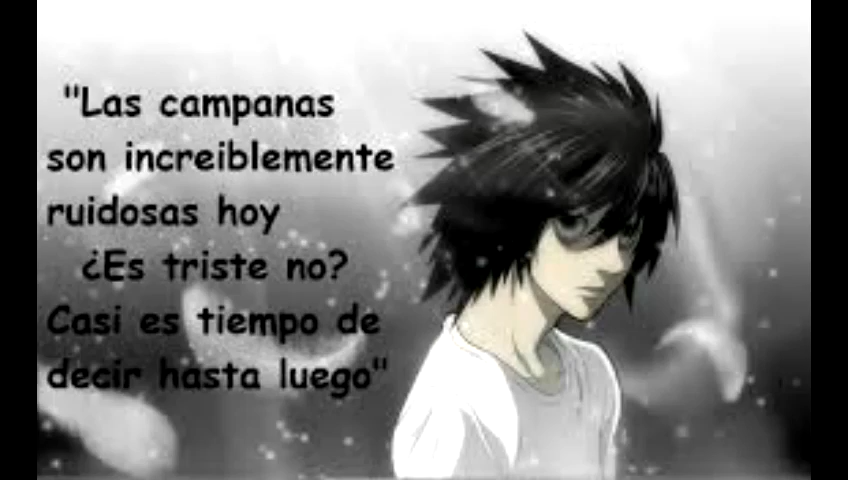 "Las campanas
son increiblemente
ruidosas hoy
¿Es triste no?
Casi es tiempo de
decir hasta luego"